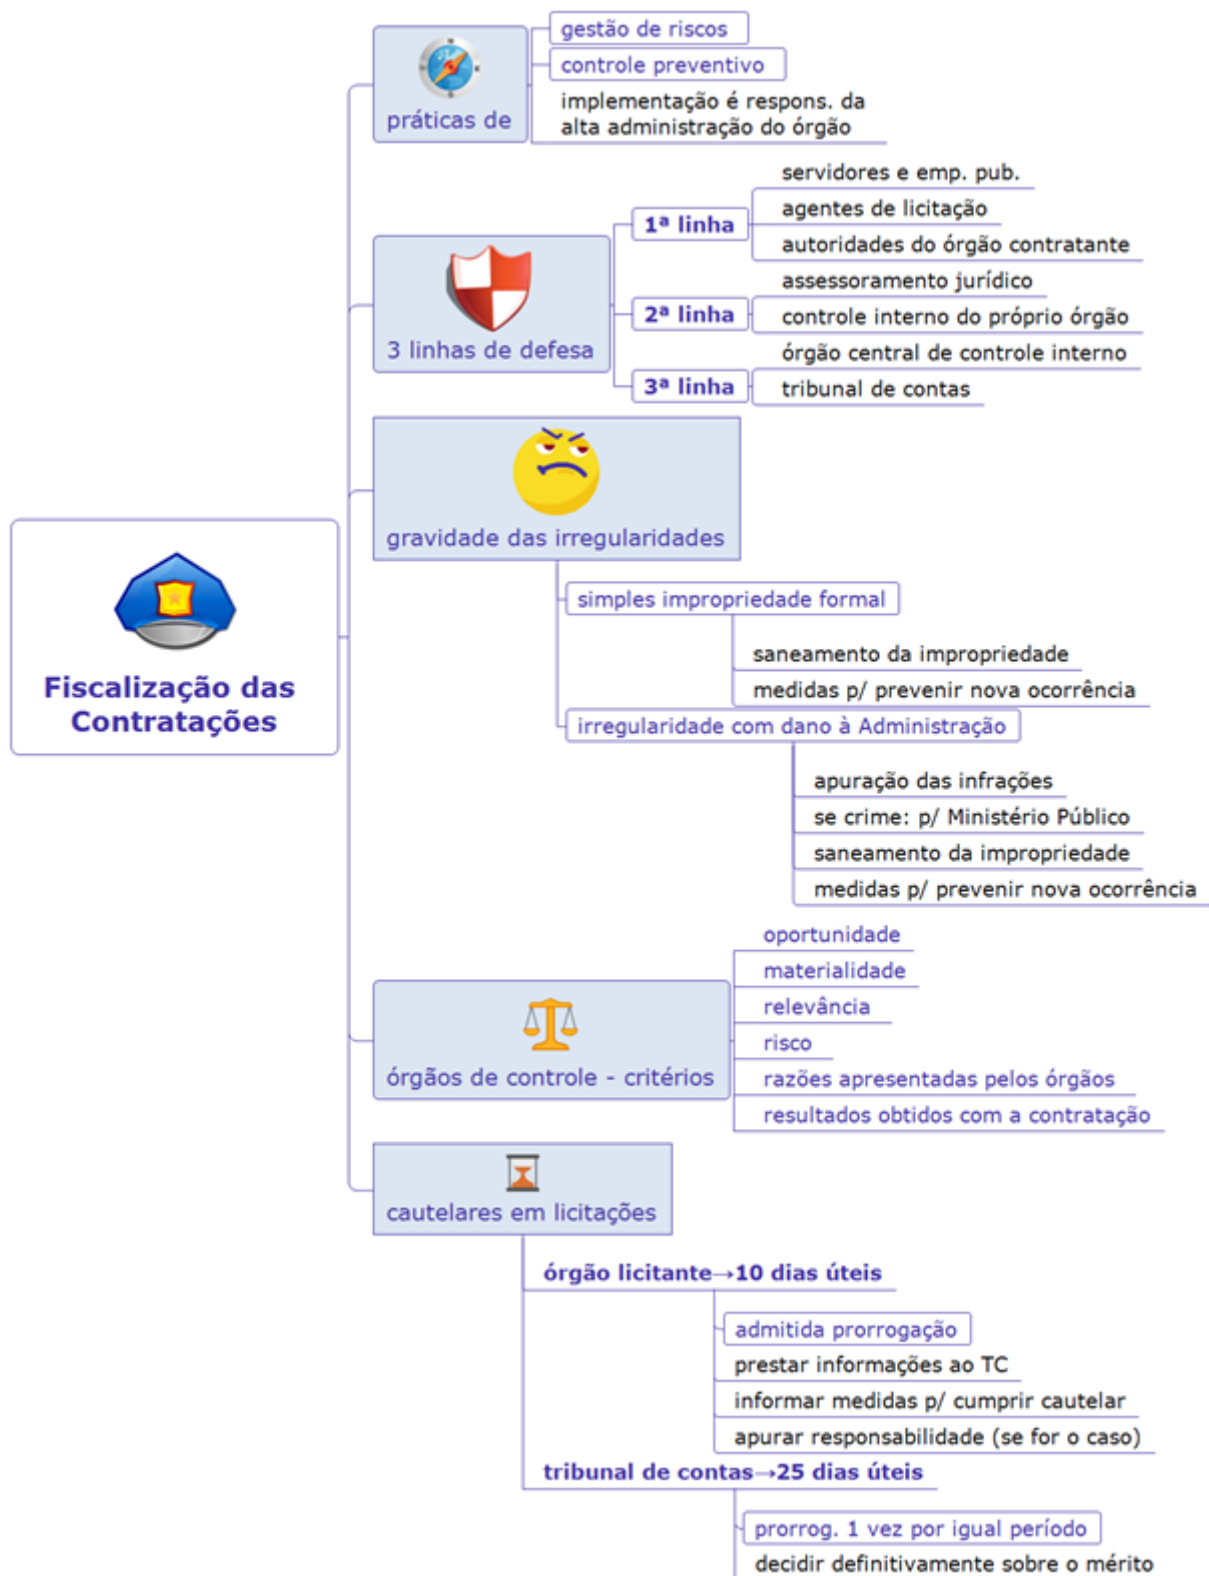 gestão de riscos
controle preventivo
implementação é respons. da
alta administração do órgão
práticas de
servidores e emp. pub.
1ª linha
agentes de licitação
autoridades do órgão contratante
assessoramento jurídico
2ª linha
controle interno do próprio órgão
3 linhas de defesa
órgão central de controle interno
3ª linha
tribunal de contas
gravidade das irregularidades
simples impropriedade formal
saneamento da impropriedade
medidas p/ prevenir nova ocorrência
Fiscalização das
Contratações
irregularidade com dano à Administração
apuração das infrações
se crime: p/ Ministério Público
saneamento da impropriedade
medidas p/ prevenir nova ocorrência
oportunidade
materialidade
relevância
risco
órgãos de controle - critérios
razões apresentadas pelos órgãos
resultados obtidos com a contratação
cautelares em licitações
órgão licitante→10 dias úteis
admitida prorrogação
prestar informações ao TC
informar medidas p/ cumprir cautelar
apurar responsabilidade (se for o caso)
tribunal de contas→25 dias úteis
prorrog. 1 vez por igual período
decidir definitivamente sobre o mérito